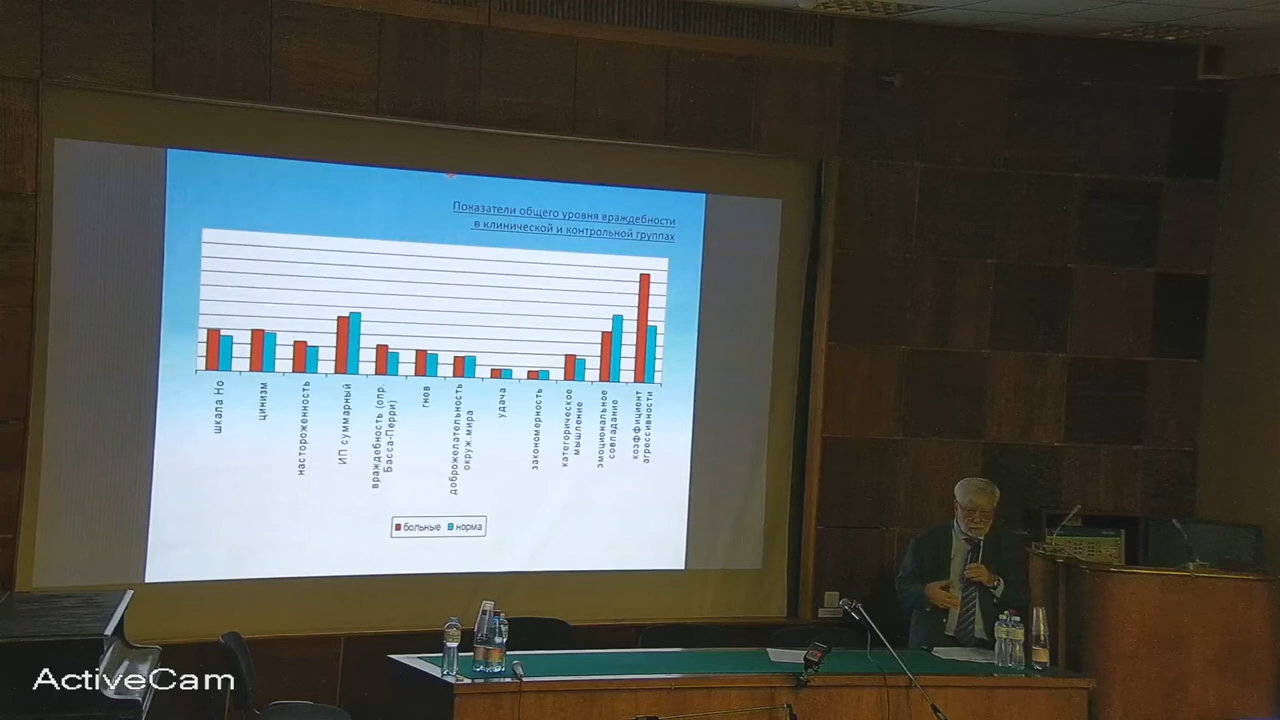 Показатели общего уровня враждебности
в клинической и контрольной группах
шкала Но
цинизм
настороженность
ИП суммарный
враждебность (опр.
Басса-Перри)
гнев
доброжелательность
окруж.мира
удача
закономерность
категорическое
мышление
эмоциональное
совпадание
коэффициент
агрессивности
больные норма
ActiveCam